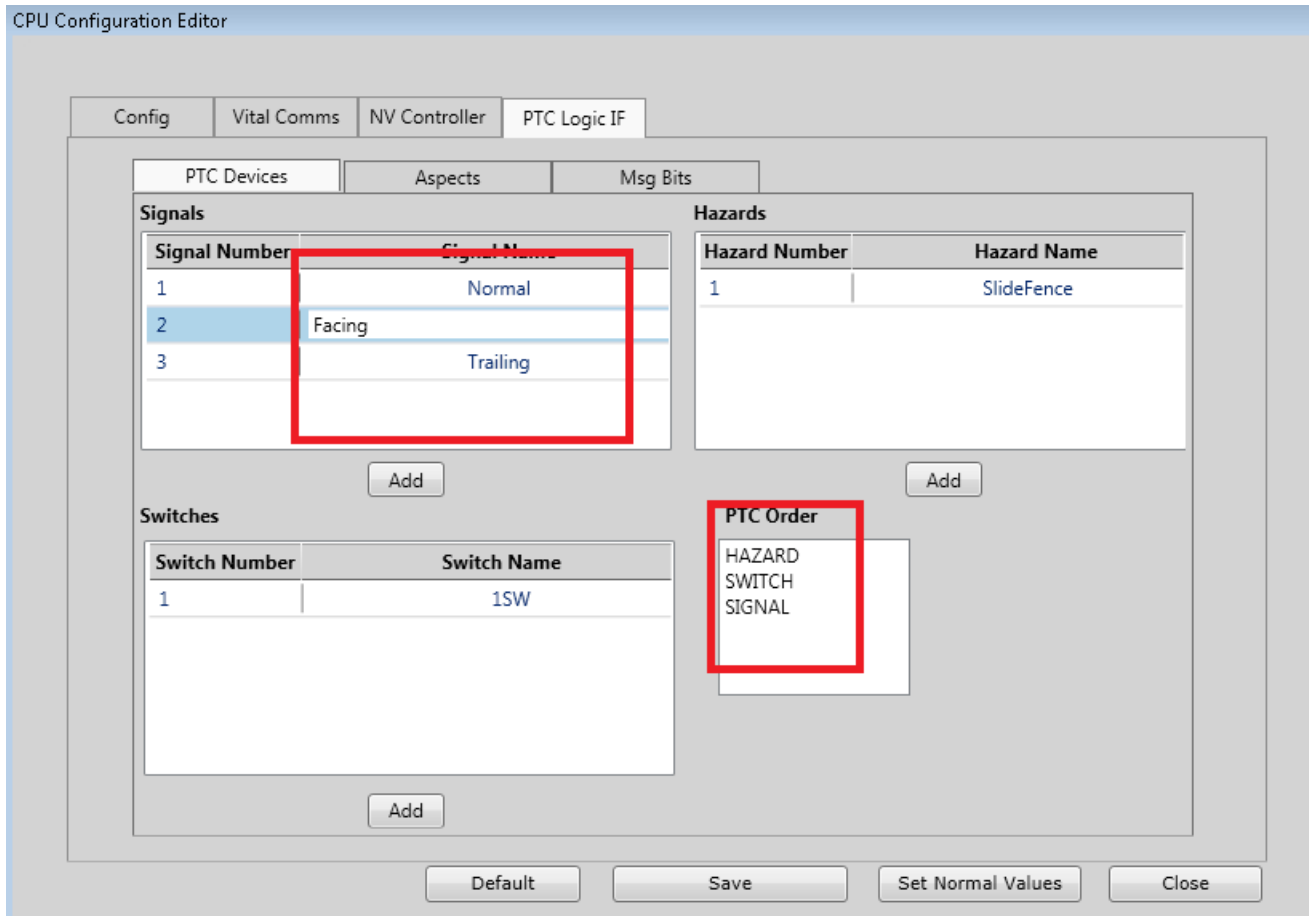 CPU Configuration Editor
Config Vital Comms NV Controller PTC Logic IF
PTC Devices Aspects Msg Bits
Signals
Signal Number Signal Name
1 Normal
2 Facing
3 Trailing
Add
Hazards
Hazard Number Hazard Name
1 SlideFence
Add
Switches
Switch Number Switch Name
1 1SW
Add
PTC Order
HAZARD
SWITCH
SIGNAL
Default Save Set Normal Values Close